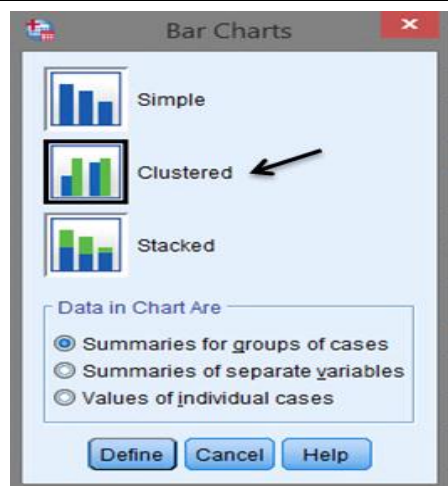 Bar Charts
Simple
Clustered
Stacked
Data in Chart Are
Summaries for groups of cases
Summaries of separate variables
Values of individual cases
Define Cancel Help